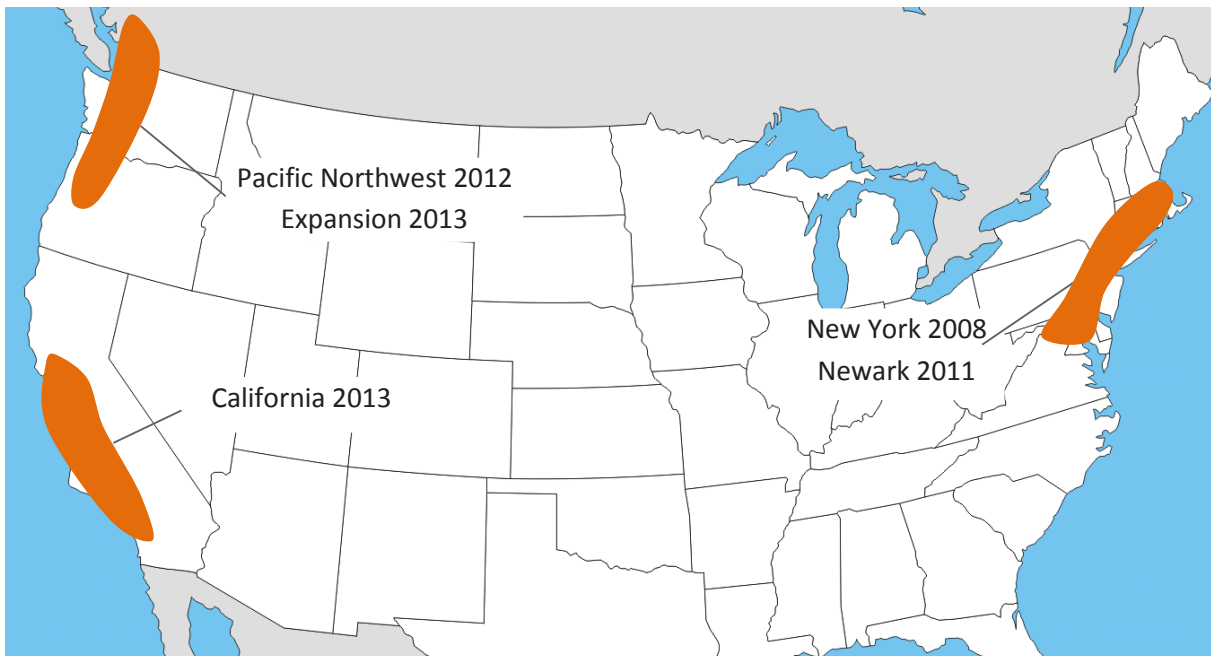 Pacific Northwest 2012
Expansion 2013
New York 2008
Newark 2011
California 2013